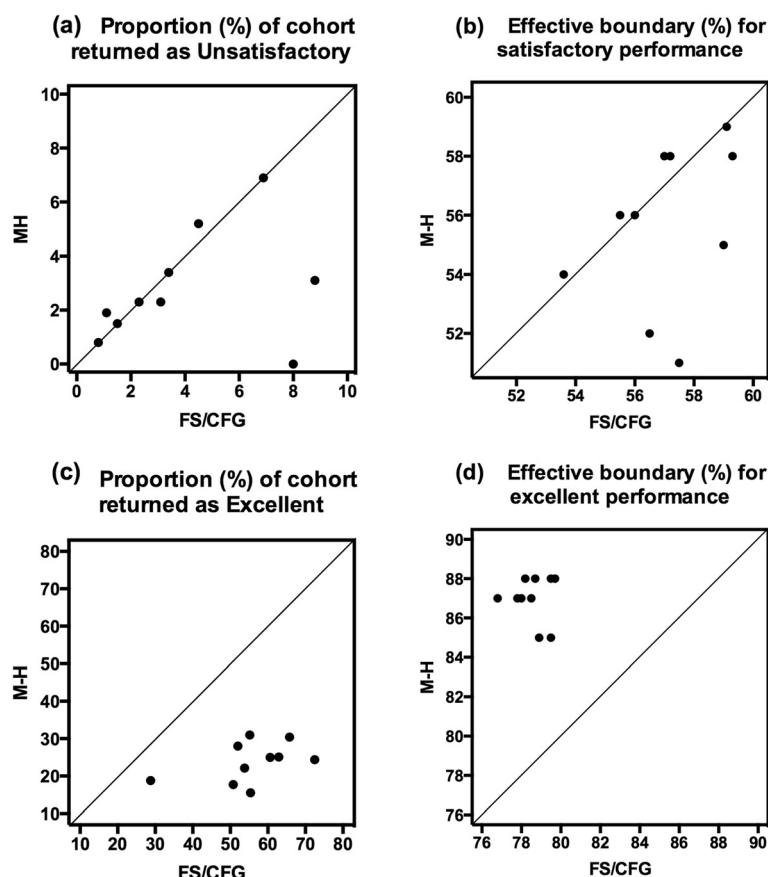 (a) Proportion (%) of cohort
returned as Unsatisfactory
10
8
6
4
2
0
MH
0 2 4 6 8 10
FS/CFG
(b) Effective boundary (%) for
satisfactory performance
60
58
56
54
52
M-H
52 54 56 58 60
FS/CFG
(c) Proportion (%) of cohort
returned as Excellent
80
70
60
50
40
30
20
10
M-H
10 20 30 40 50 60 70 80
FS/CFG
(d) Effective boundary (%) for
excellent performance
90
88
86
84
82
80
78
76
M-H
76 78 80 82 84 86 88 90
FS/CFG